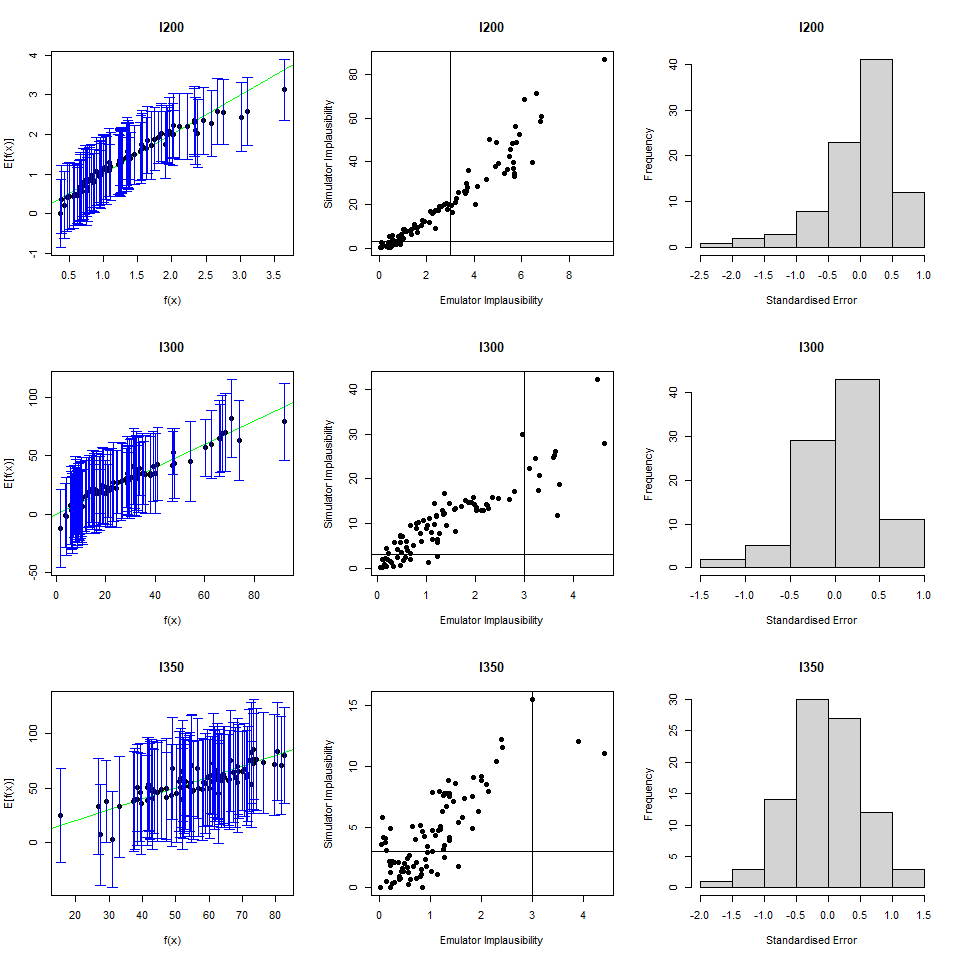 I200 I200 I200
E[f(x)]
-1 0 1 2 3 4
0.5 1.0 1.5 2.0 2.5 3.0 3.5
f(x)
Simulator Implausibility
0 20 40 60 80
0 2 4 6 8
Emulator Implausibility
Frequency
0 10 20 30 40
-2.5 -2.0 -1.5 -1.0 -0.5 0.0 0.5 1.0
Standardised Error
I300 I300 I300
E[f(x)]
-50 0 50 100
0 20 40 60 80
f(x)
Simulator Implausibility
0 10 20 30 40
0 1 2 3 4
Emulator Implausibility
Frequency
0 10 20 30 40
-1.5 -1.0 -0.5 0.0 0.5 1.0
Standardised Error
I350 I350 I350
E[f(x)]
0 50 100
20 30 40 50 60 70 80
f(x)
Simulator Implausibility
0 5 10 15
0 1 2 3 4
Emulator Implausibility
Frequency
0 5 10 15 20 25 30
-2.0 -1.5 -1.0 -0.5 0.0 0.5 1.0 1.5
Standardised Error